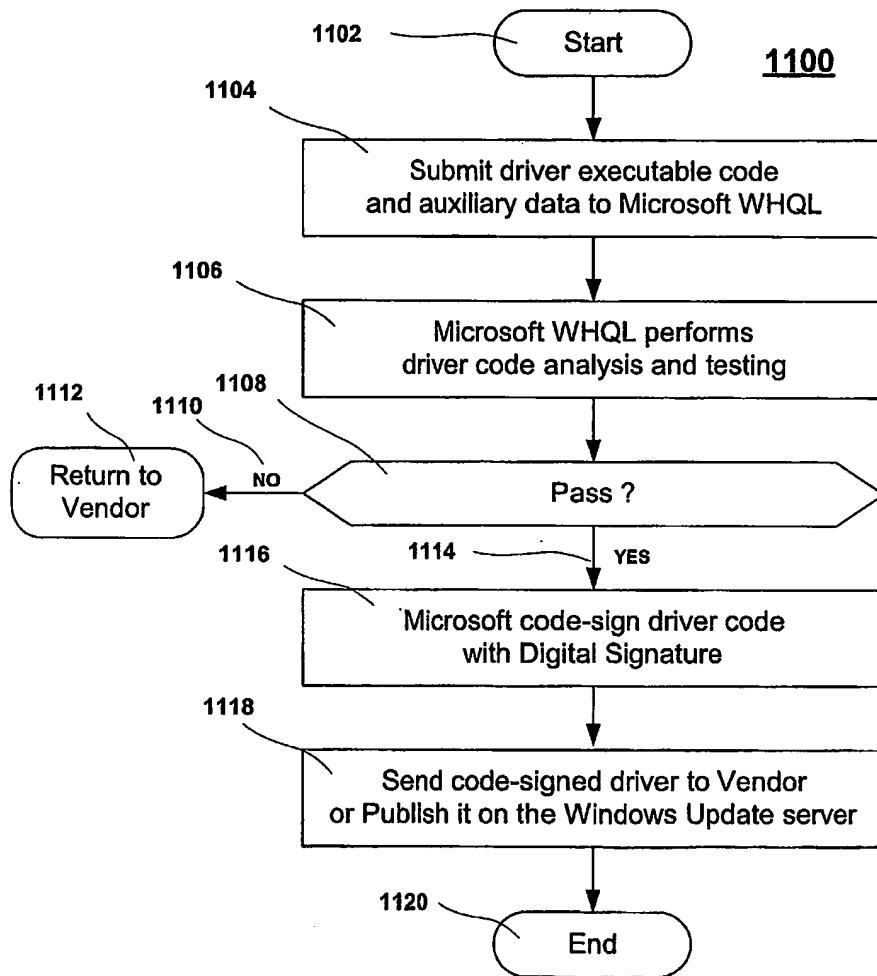 1102
Start
1100
1104
Submit driver executable code
and auxiliary data to Microsoft WHQL
1106
Microsoft WHQL performs
driver code analysis and testing
1112
1110
1108
Return to
Vendor
NO
Pass ?
1116
1114
YES
Microsoft code-sign driver code
with Digital Signature
1118
Send code-signed driver to Vendor
or Publish it on the Windows Update server
1120
End